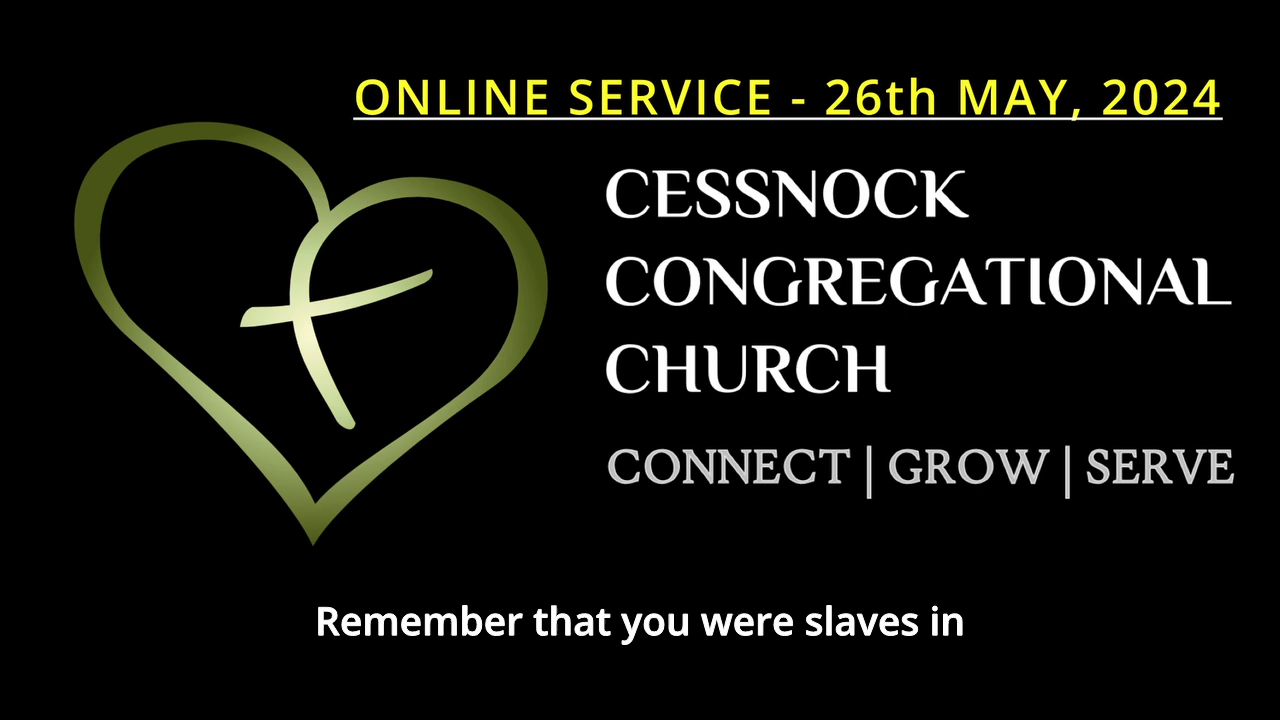 ONLINE SERVICE - 26th MAY, 2024
CESSNOCK
CONGREGATIONAL
CHURCH
CONNECT | GROW | SERVE
Remember that you were slaves in